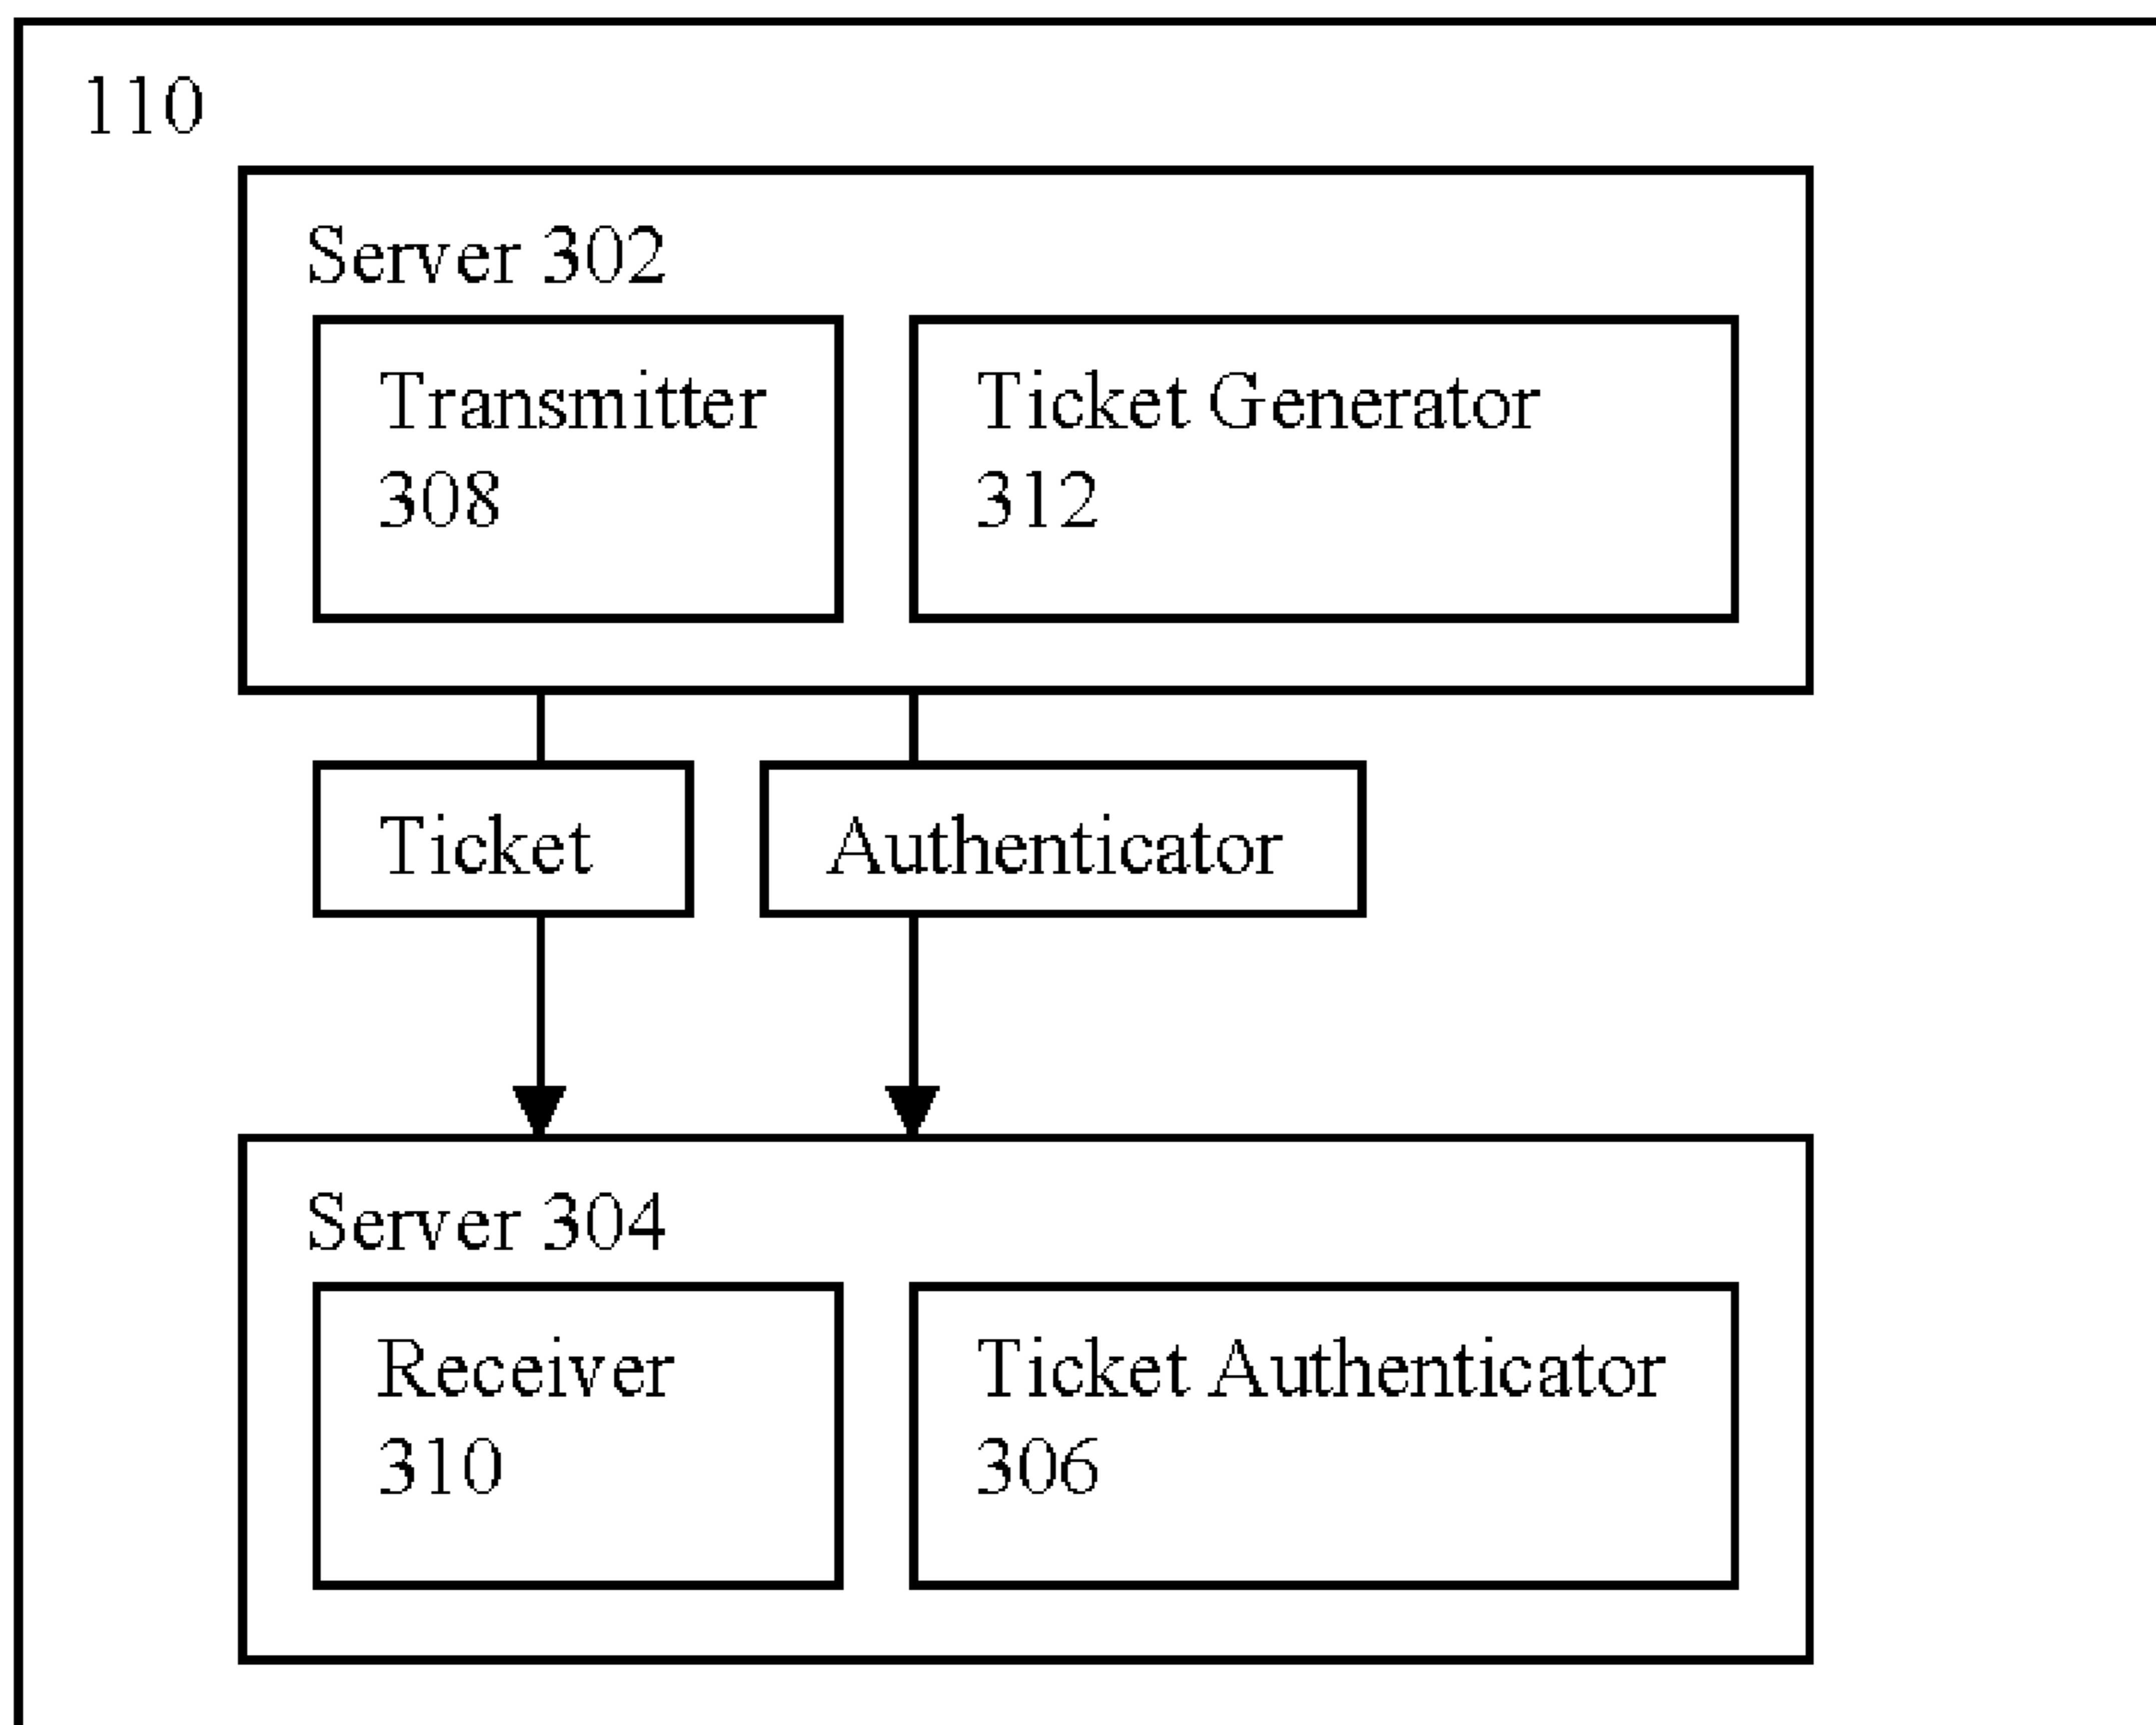 110
Server 302
Transmitter
308
Ticket Generator
312
Ticket
Authenticator
Server 304
Receiver
310
Ticket Authenticator
306